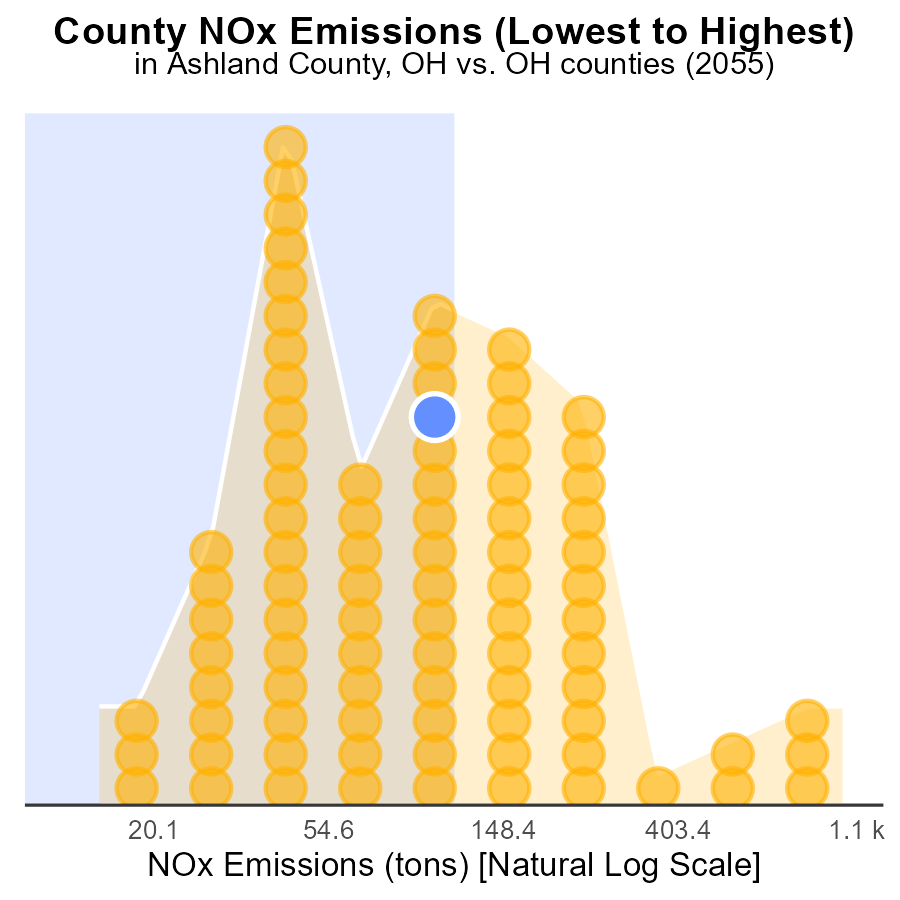 County NOx Emissions (Lowest to Highest)
in Ashland County, OH vs. OH counties (2055)
20.1 54.6 148.4 403.4 1.1 k
NOx Emissions (tons) [Natural Log Scale]